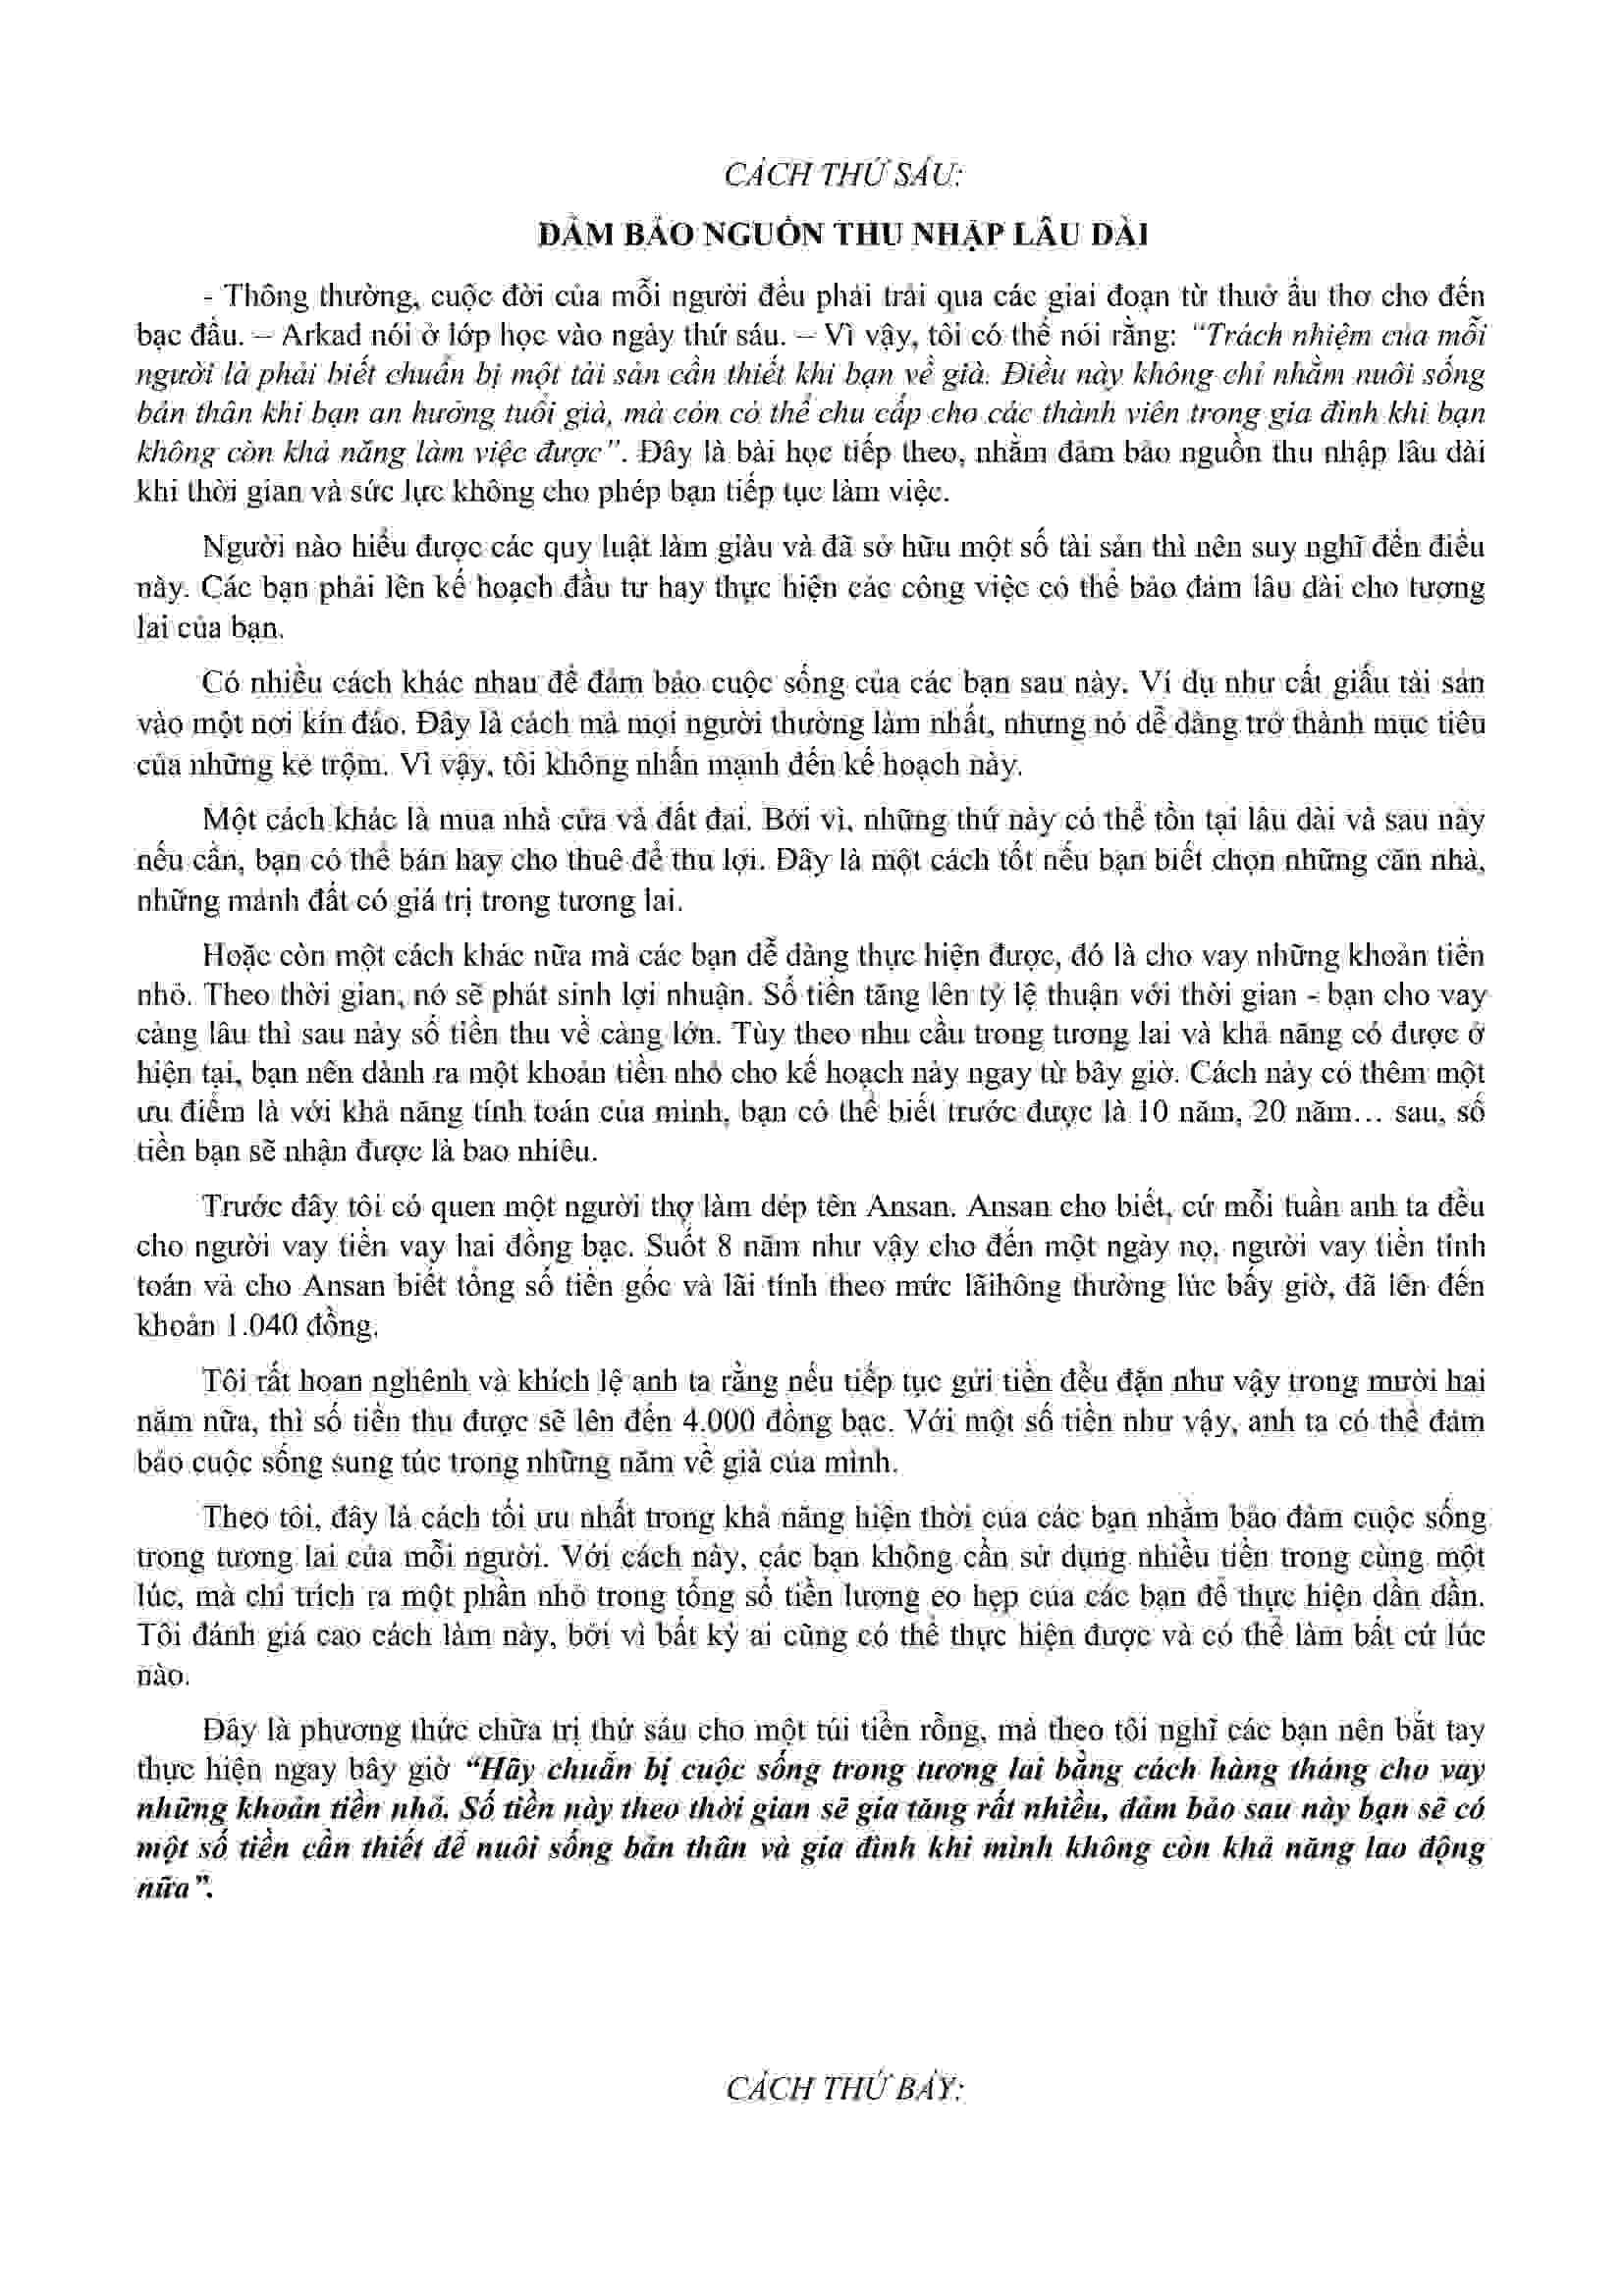 CÁCH THỨ SÁU:
ĐẢM BẢO NGUỒN THU NHẬP LÂU DÀI
- Thông thường, cuộc đời của mỗi người đều phải trải qua các giai đoạn từ thuở ấu thơ cho đến
bạc đầu. – Arkad nói ở lớp học vào ngày thứ sáu. – Vì vậy, tôi có thể nói rằng: “Trách nhiệm của mỗi
người là phải biết chuẩn bị một tài sản cần thiết khi bạn về già. Điều này không chỉ nhằm nuôi sống
bản thân khi bạn an hưởng tuổi già, mà còn có thể chu cấp cho các thành viên trong gia đình khi bạn
không còn khả năng làm việc được”. Đây là bài học tiếp theo, nhằm đảm bảo nguồn thu nhập lâu dài
khi thời gian và sức lực không cho phép bạn tiếp tục làm việc.
Người nào hiểu được các quy luật làm giàu và đã sở hữu một số tài sản thì nên suy nghĩ đến điều
này. Các bạn phải lên kế hoạch đầu tư hay thực hiện các công việc có thể bảo đảm lâu dài cho tương
lai của bạn.
Có nhiều cách khác nhau để đảm bảo cuộc sống của các bạn sau này. Ví dụ như cất giấu tài sản
vào một nơi kín đáo. Đây là cách mà mọi người thường làm nhất, nhưng nó dễ dàng trở thành mục tiêu
của những kẻ trộm. Vì vậy, tôi không nhấn mạnh đến kế hoạch này.
Một cách khác là mua nhà cửa và đất đai. Bởi vì, những thứ này có thể tồn tại lâu dài và sau này
nếu cần, bạn có thể bán hay cho thuê để thu lợi. Đây là một cách tốt nếu bạn biết chọn những căn nhà,
những mảnh đất có giá trị trong tương lai.
Hoặc còn một cách khác nữa mà các bạn dễ dàng thực hiện được, đó là cho vay những khoản tiền
nhỏ. Theo thời gian, nó sẽ phát sinh lợi nhuận. Số tiền tăng lên tỷ lệ thuận với thời gian - bạn cho vay
càng lâu thì sau này số tiền thu về càng lớn. Tùy theo nhu cầu trong tương lai và khả năng có được ở
hiện tại, bạn nên dành ra một khoản tiền nhỏ cho kế hoạch này ngay từ bây giờ. Cách này có thêm một
ưu điểm là với khả năng tính toán của mình, bạn có thể biết trước được là 10 năm, 20 năm… sau, số
tiền bạn sẽ nhận được là bao nhiêu.
Trước đây tôi có quen một người thợ làm dép tên Ansan. Ansan cho biết, cứ mỗi tuần anh ta đều
cho người vay tiền vay hai đồng bạc. Suốt 8 năm như vậy cho đến một ngày nọ, người vay tiền tính
toán và cho Ansan biết tổng số tiền gốc và lãi tính theo mức lãihông thường lúc bấy giờ, đã lên đến
khoản 1.040 đồng.
Tôi rất hoan nghênh và khích lệ anh ta rằng nếu tiếp tục gửi tiền đều đặn như vậy trong mười hai
năm nữa, thì số tiền thu được sẽ lên đến 4.000 đồng bạc. Với một số tiền như vậy, anh ta có thể đảm
bảo cuộc sống sung túc trong những năm về già của mình.
Theo tôi, đây là cách tối ưu nhất trong khả năng hiện thời của các bạn nhằm bảo đảm cuộc sống
trong tương lai của mỗi người. Với cách này, các bạn không cần sử dụng nhiều tiền trong cùng một
lúc, mà chỉ trích ra một phần nhỏ trong tổng số tiền lương eo hẹp của các bạn để thực hiện dần dần.
Tôi đánh giá cao cách làm này, bởi vì bất kỳ ai cũng có thể thực hiện được và có thể làm bất cứ lúc
nào.
Đây là phương thức chữa trị thứ sáu cho một túi tiền rỗng, mà theo tôi nghĩ các bạn nên bắt tay
thực hiện ngay bây giờ “Hãy chuẩn bị cuộc sống trong tương lai bằng cách hàng tháng cho vay
những khoản tiền nhỏ. Số tiền này theo thời gian sẽ gia tăng rất nhiều, đảm bảo sau này bạn sẽ có
một số tiền cần thiết để nuôi sống bản thân và gia đình khi mình không còn khả năng lao động
nữa”.
CÁCH THỨ BẢY: